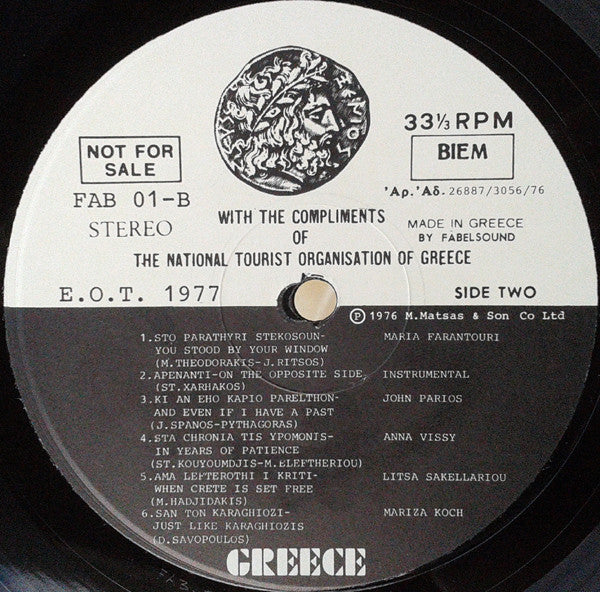 ΗΜΙΟΣ
NOT FOR
SALE
33⅓ RPM
BIEM
FAB 01-B
'Αρ.'Αδ. 26887/3056/76
STEREO
WITH THE COMPLIMENTS
OF
THE NATIONAL TOURIST ORGANISATION OF GREECE
MADE IN GREECE
BY FABELSOUND
E.O.T. 1977
SIDE TWO
Ⓟ 1976 M.Matsas & Son Co Ltd
1.STO PARATHYRI STEKOSOUN- MARIA FARANTOURI
YOU STOOD BY YOUR WINDOW
(M.THEODORAKIS-J.RITSOS)
2.APENANTI-ON THE OPPOSITE SIDE, INSTRUMENTAL
(ST.XARHAKOS)
3.KI AN EHO KAPIO PARELTHON- JOHN PARIOS
AND EVEN IF I HAVE A PAST
(J.SPANOS-PYTHAGORAS)
4.STA CHRONIA TIS YPOMONIS- ANNA VISSY
IN YEARS OF PATIENCE
(ST.KOUYOUMDJIS-M.ELEFTHERIOU)
5.AMA LEFTEROTHI I KRITI- LITSA SAKELLARIOU
WHEN CRETE IS SET FREE
(M.HADJIDAKIS)
6.SAN TON KARAGHIOZI- MARIZA KOCH
JUST LIKE KARAGHIOZIS
(D.SAVOPOULOS)
GREECE